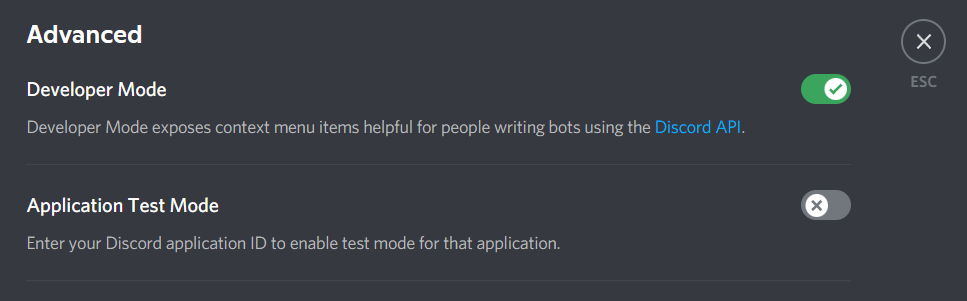 Advanced
Developer Mode
ESC
Developer Mode exposes context menu items helpful for people writing bots using the Discord API.
Application Test Mode
Enter your Discord application ID to enable test mode for that application.